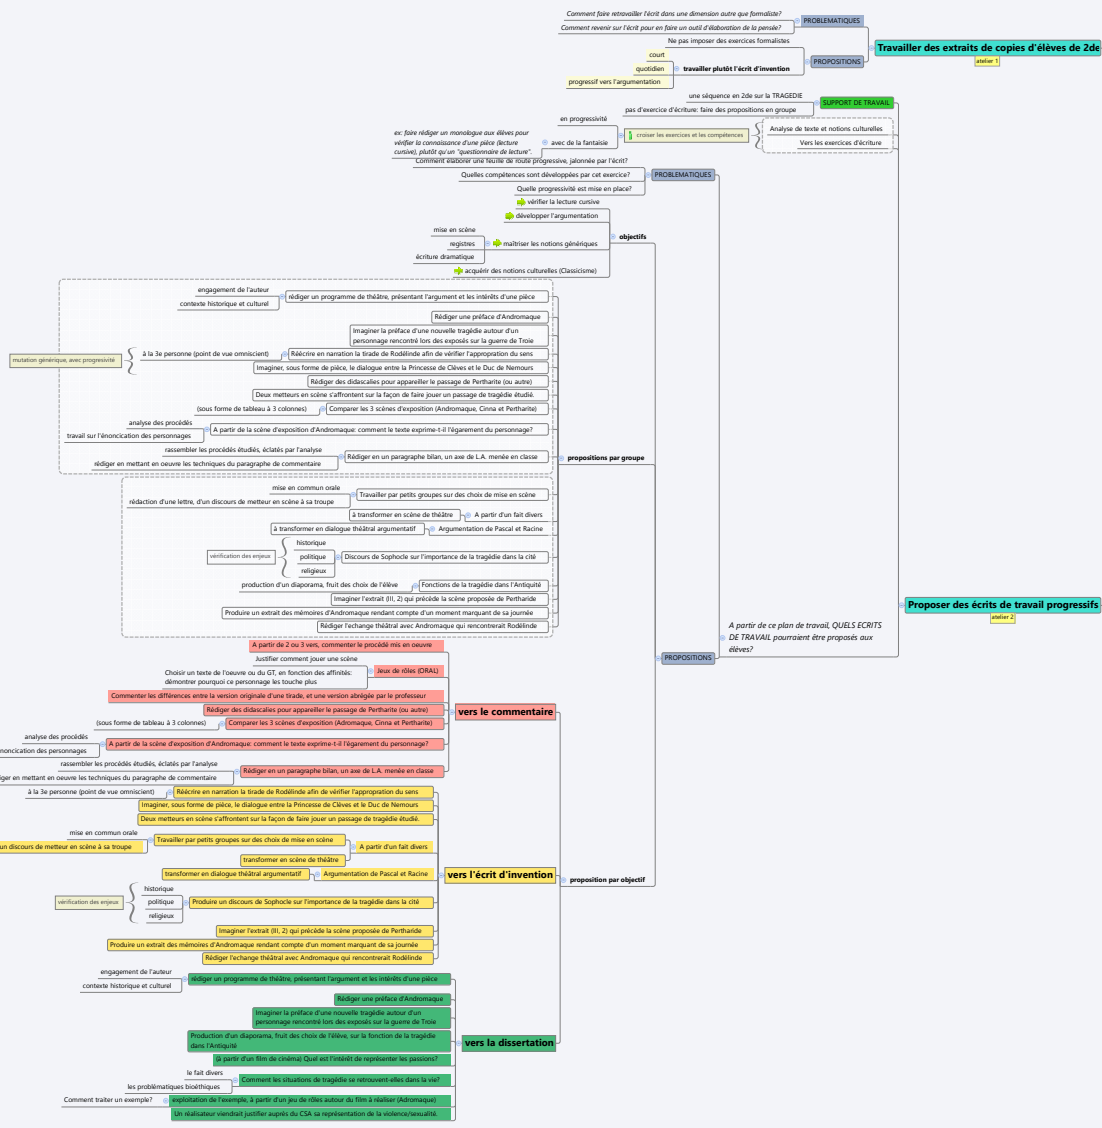 Comment faire retravailler l'écrit dans une dimension autre que formaliste?
Comment revenir sur l'écrit pour en faire un outil d'élaboration de la pensée?
PROBLEMATIQUES
Ne pas imposer des exercices formalistes
court
quotidien
progressif vers l'argumentation
travailler plutôt l'écrit d'invention
PROPOSITIONS
Travailler des extraits de copies d'élèves de 2de
atelier 1
une séquence en 2de sur la TRAGEDIE
pas d'exercice d'écriture: faire des propositions en groupe
SUPPORT DE TRAVAIL
en progressivité
ex: faire rédiger un monologue aux élèves pour
vérifier la connaissance d'une pièce (lecture
cursive), plutôt qu'un "questionnaire de lecture".
avec de la fantaisie
croiser les exercices et les compétences
Analyse de texte et notions culturelles
Vers les exercices d'écriture
Comment élaborer une feuille de route progressive, jalonnée par l'écrit?
Quelles compétences sont développées par cet exercice?
Quelle progressivité est mise en place?
PROBLEMATIQUES
vérifier la lecture cursive
développer l'argumentation
mise en scène
registres
écriture dramatique
maîtriser les notions génériques
acquérir des notions culturelles (Classicisme)
objectifs
engagement de l'auteur
contexte historique et culturel
rédiger un programme de théâtre, présentant l'argument et les intérêts d'une pièce
Rédiger une préface d'Andromaque
Imaginer la préface d'une nouvelle tragédie autour d'un
personnage rencontré lors des exposés sur la guerre de Troie
mutation générique, avec progresivité
à la 3e personne (point de vue omniscient)
Réécrire en narration la tirade de Rodélinde afin de vérifier l'appropration du sens
Imaginer, sous forme de pièce, le dialogue entre la Princesse de Clèves et le Duc de Nemours
Rédiger des didascalies pour appareiller le passage de Pertharite (ou autre)
Deux metteurs en scène s'affrontent sur la façon de faire jouer un passage de tragédie étudié.
(sous forme de tableau à 3 colonnes)
Comparer les 3 scènes d'exposition (Andromaque, Cinna et Pertharite)
analyse des procédés
travail sur l'énoncication des personnages
A partir de la scène d'exposition d'Andromaque: comment le texte exprime-t-il l'égarement du personnage?
rassembler les procédés étudiés, éclatés par l'analyse
rédiger en mettant en oeuvre les techniques du paragraphe de commentaire
Rédiger en un paragraphe bilan, un axe de L.A. menée en classe
propositions par groupe
mise en commun orale
rédaction d'une lettre, d'un discours de metteur en scène à sa troupe
Travailler par petits groupes sur des choix de mise en scène
à transformer en scène de théâtre
A partir d'un fait divers
à transformer en dialogue théâtral argumentatif
Argumentation de Pascal et Racine
vérification des enjeux
historique
politique
religieux
Discours de Sophocle sur l'importance de la tragédie dans la cité
production d'un diaporama, fruit des choix de l'élève
Fonctions de la tragédie dans l'Antiquité
Imaginer l'extrait (III, 2) qui précède la scène proposée de Pertharide
Produire un extrait des mémoires d'Andromaque rendant compte d'un moment marquant de sa journée
Rédiger l'echange théâtral avec Andromaque qui rencontrerait Rodélinde
Proposer des écrits de travail progressifs
atelier 2
A partir de ce plan de travail, QUELS ECRITS
DE TRAVAIL pourraient être proposés aux
élèves?
PROPOSITIONS
A partir de 2 ou 3 vers, commenter le procédé mis en oeuvre
Justifier comment jouer une scène
Choisir un texte de l'oeuvre ou du GT, en fonction des affinités:
démontrer pourquoi ce personnage les touche plus
Jeux de rôles (ORAL)
Commenter les différences entre la version originale d'une tirade, et une version abrégée par le professeur
Rédiger des didascalies pour appareiller le passage de Pertharite (ou autre)
(sous forme de tableau à 3 colonnes)
Comparer les 3 scènes d'exposition (Adromaque, Cinna et Pertharite)
analyse des procédés
noncication des personnages
A partir de la scène d'exposition d'Andromaque: comment le texte exprime-t-il l'égarement du personnage?
rassembler les procédés étudiés, éclatés par l'analyse
iger en mettant en oeuvre les techniques du paragraphe de commentaire
Rédiger en un paragraphe bilan, un axe de L.A. menée en classe
vers le commentaire
à la 3e personne (point de vue omniscient)
Réécrire en narration la tirade de Rodélinde afin de vérifier l'appropration du sens
Imaginer, sous forme de pièce, le dialogue entre la Princesse de Clèves et le Duc de Nemours
Deux metteurs en scène s'affrontent sur la façon de faire jouer un passage de tragédie étudié.
mise en commun orale
un discours de metteur en scène à sa troupe
Travailler par petits groupes sur des choix de mise en scène
transformer en scène de théâtre
A partir d'un fait divers
transformer en dialogue théâtral argumentatif
Argumentation de Pascal et Racine
vérification des enjeux
historique
politique
religieux
Produire un discours de Sophocle sur l'importance de la tragédie dans la cité
Imaginer l'extrait (III, 2) qui précède la scène proposée de Pertharide
Produire un extrait des mémoires d'Andromaque rendant compte d'un moment marquant de sa journée
Rédiger l'echange théâtral avec Andromaque qui rencontrerait Rodélinde
vers l'écrit d'invention
proposition par objectif
engagement de l'auteur
contexte historique et culturel
rédiger un programme de théâtre, présentant l'argument et les intérêts d'une pièce
Rédiger une préface d'Andromaque
Imaginer la préface d'une nouvelle tragédie autour d'un
personnage rencontré lors des exposés sur la guerre de Troie
Production d'un diaporama, fruit des choix de l'élève, sur la fonction de la tragédie
dans l'Antiquité
(à partir d'un film de cinéma) Quel est l'intérêt de représenter les passions?
le fait divers
les problématiques bioéthiques
Comment les situations de tragédie se retrouvent-elles dans la vie?
Comment traiter un exemple?
exploitation de l'exemple, à partir d'un jeu de rôles autour du film à réaliser (Adromaque)
Un réalisateur viendrait justifier auprès du CSA sa représentation de la violence/sexualité.
vers la dissertation